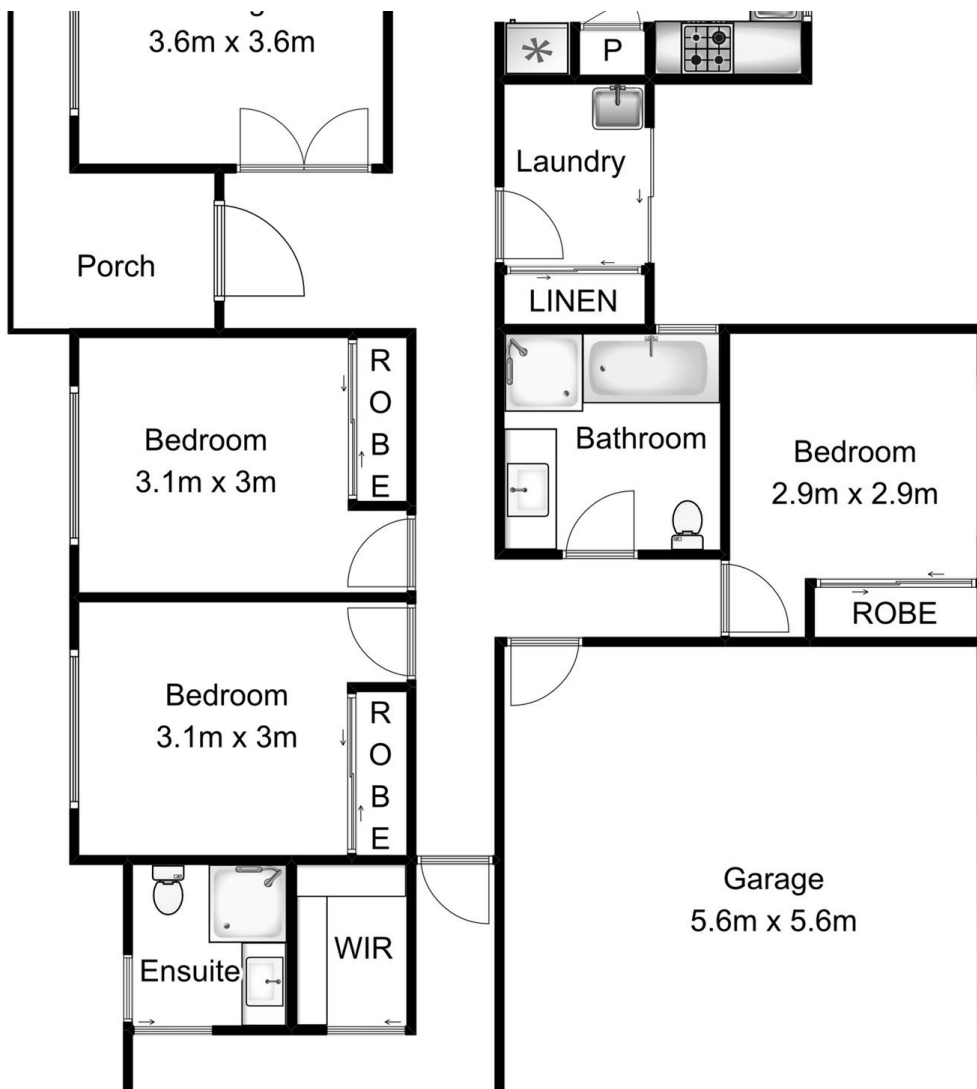 3.6m x 3.6m
P
Laundry
Porch
LINEN
R
O
B
E
Bedroom
3.1m x 3m
Bathroom
Bedroom
2.9m x 2.9m
ROBE
Bedroom
3.1m x 3m
R
O
B
E
Garage
5.6m x 5.6m
WIR
Ensuite